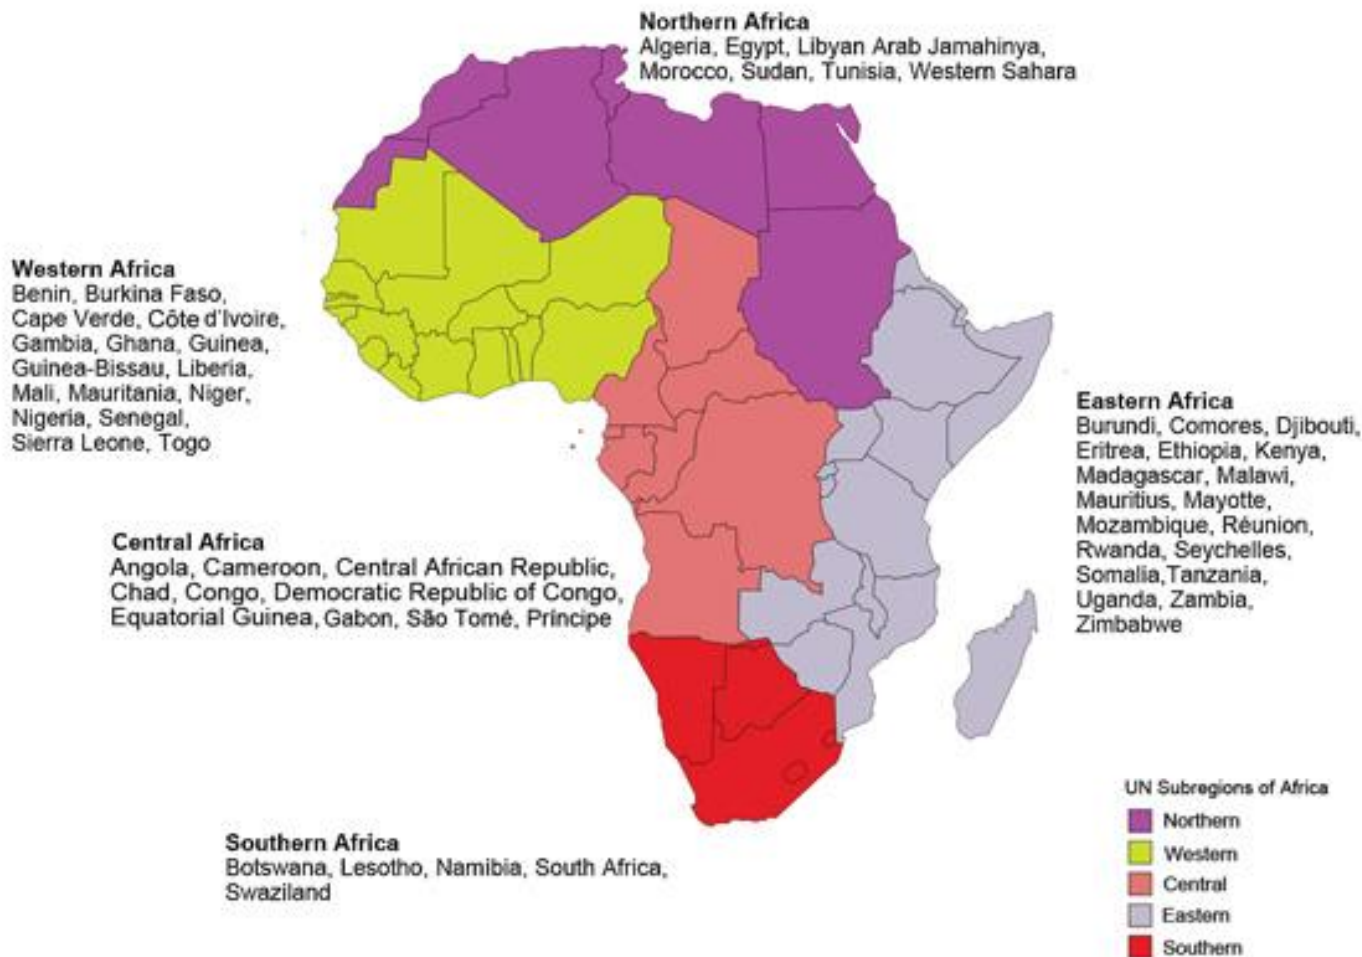 Northern Africa
Algeria, Egypt, Libyan Arab Jamahinya,
Morocco, Sudan, Tunisia, Western Sahara
Western Africa
Benin, Burkina Faso,
Cape Verde, Côte d'Ivoire,
Gambia, Ghana, Guinea,
Guinea-Bissau, Liberia,
Mali, Mauritania, Niger,
Nigeria, Senegal,
Sierra Leone, Togo
Eastern Africa
Burundi, Comores, Djibouti,
Eritrea, Ethiopia, Kenya,
Madagascar, Malawi,
Mauritius, Mayotte,
Mozambique, Réunion,
Rwanda, Seychelles,
Somalia,Tanzania,
Uganda, Zambia,
Zimbabwe
Central Africa
Angola, Cameroon, Central African Republic,
Chad, Congo, Democratic Republic of Congo,
Equatorial Guinea, Gabon, São Tomé, Príncipe
Southern Africa
Botswana, Lesotho, Namibia, South Africa,
Swaziland
UN Subregions of Africa
Northern
Western
Central
Eastern
Southern